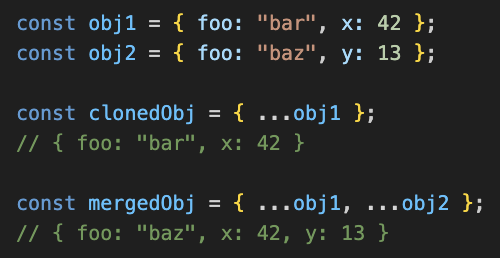 const obj1 = { foo: "bar", x: 42 };
const obj2 = { foo: "baz", y: 13 };
const clonedObj = { ...obj1 };
// { foo: "bar", x: 42 }
const mergedObj = { ...obj1, ...obj2 };
// { foo: "baz", x: 42, y: 13 }